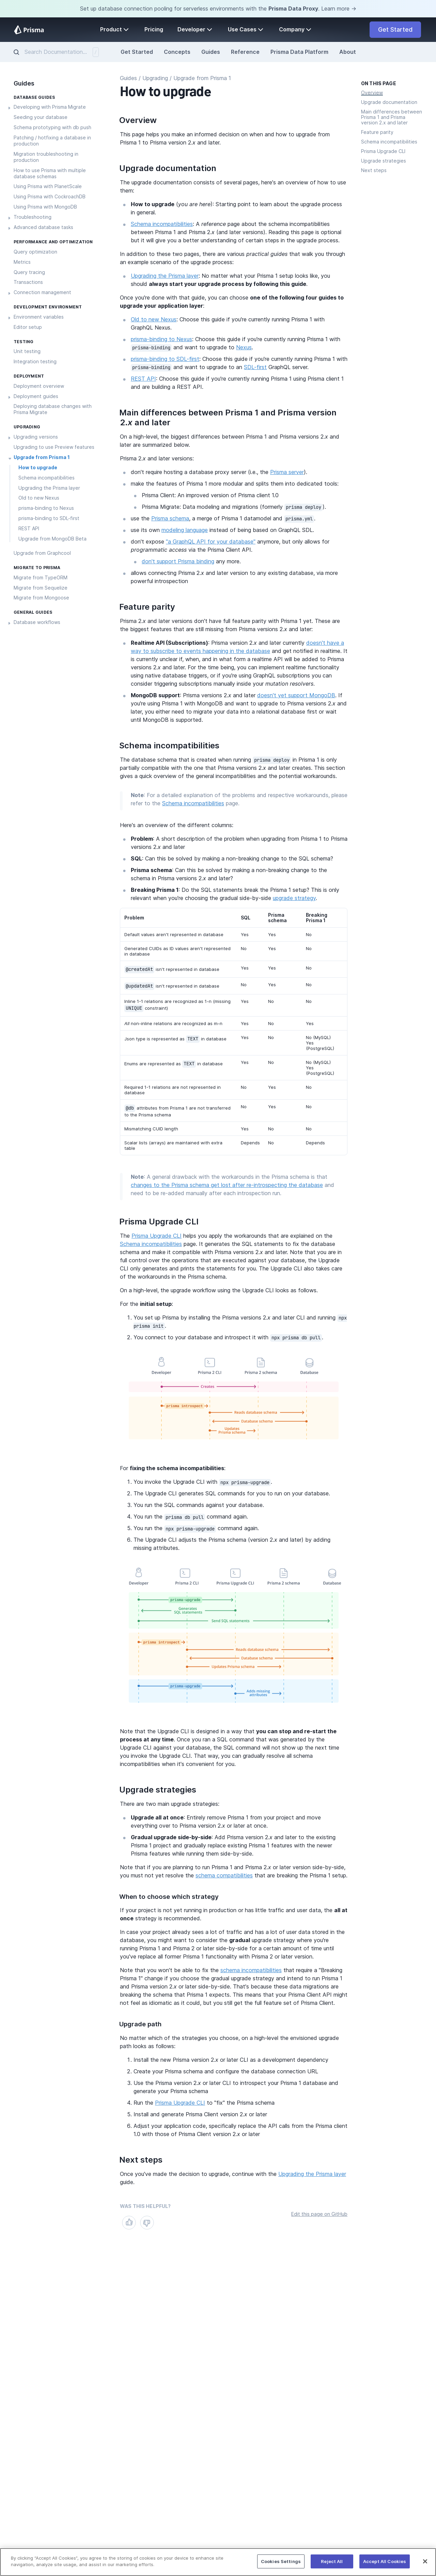 Set up database connection pooling for serverless environments with the Prisma Data Proxy. Learn more →
Prisma
Product
Pricing
Developer
Use Cases
Company
Get Started
Search Documentation...
/
Get Started
Concepts
Guides
Reference
Prisma Data Platform
About
Guides
DATABASE GUIDES
Developing with Prisma Migrate
Seeding your database
Schema prototyping with db push
Patching / hotfixing a database in
production
Migration troubleshooting in
production
How to use Prisma with multiple
database schemas
Using Prisma with PlanetScale
Using Prisma with CockroachDB
Using Prisma with MongoDB
Troubleshooting
Advanced database tasks
PERFORMANCE AND OPTIMIZATION
Query optimization
Metrics
Query tracing
Transactions
Connection management
DEVELOPMENT ENVIRONMENT
Environment variables
Editor setup
TESTING
Unit testing
Integration testing
DEPLOYMENT
Deployment overview
Deployment guides
Deploying database changes with
Prisma Migrate
UPGRADING
Upgrading versions
Upgrading to use Preview features
Upgrade from Prisma 1
How to upgrade
Schema incompatibilities
Upgrading the Prisma layer
Old to new Nexus
prisma-binding to Nexus
prisma-binding to SDL-first
REST API
Upgrade from MongoDB Beta
Upgrade from Graphcool
MIGRATE TO PRISMA
Migrate from TypeORM
Migrate from Sequelize
Migrate from Mongoose
GENERAL GUIDES
Database workflows
Guides / Upgrading / Upgrade from Prisma 1
How to upgrade
Overview
This page helps you make an informed decision on when and how to upgrade from
Prisma 1 to Prisma version 2.x or later.
Upgrade documentation
The upgrade documentation consists of several pages, here's an overview of how to use
them:
How to upgrade (you are here!): Starting point to learn about the upgrade process
in general.
Schema incompatibilities: A reference page about the schema incompatibilities
between Prisma 1 and Prisma 2.x and later. Reading this page is optional
but it will give you a better understanding of certain steps in the upgrade process.
In addition to these two pages, there are various practical guides that walk you through
an example scenario of the upgrade process:
Upgrading the Prisma layer: No matter what your Prisma 1 setup looks like, you
should always start your upgrade process by following this guide.
Once you're done with that guide, you can choose one of the following four guides to
upgrade your application layer:
Old to new Nexus: Choose this guide if you're currently running Prisma 1 with
GraphQL Nexus.
prisma-binding to Nexus: Choose this guide if you're currently running Prisma 1 with
prisma-binding and want to upgrade to Nexus.
prisma-binding to SDL-first: Choose this guide if you're currently running Prisma 1 with
prisma-binding and want to upgrade to an SDL-first GraphQL server.
REST API: Choose this guide if you're currently running Prisma 1 using Prisma client 1
and are building a REST API.
Main differences between Prisma 1 and Prisma version
2.x and later
On a high-level, the biggest differences between Prisma 1 and Prisma versions 2.x and
later are summarized below.
Prisma 2.x and later versions:
don't require hosting a database proxy server (i.e., the Prisma server).
make the features of Prisma 1 more modular and splits them into dedicated tools:
Prisma Client: An improved version of Prisma client 1.0
Prisma Migrate: Data modeling and migrations (formerly prisma deploy).
use the Prisma schema, a merge of Prisma 1 datamodel and prisma.yml.
use its own modeling language instead of being based on GraphQL SDL.
don't expose "a GraphQL API for your database" anymore, but only allows for
programmatic access via the Prisma Client API.
don't support Prisma binding any more.
allows connecting Prisma 2.x and later version to any existing database, via more
powerful introspection
Feature parity
Prisma 2.x and later versions don't have full feature parity with Prisma 1 yet. There are
the biggest features that are still missing from Prisma versions 2.x and later:
Realtime API (Subscriptions): Prisma version 2.x and later currently doesn't have a
way to subscribe to events happening in the database and get notified in realtime. It
is currently unclear if, when, and in what form a realtime API will be added to Prisma
versions 2.x and later. For the time being, you can implement realtime functionality
using native database triggers, or if you're using GraphQL subscriptions you can
consider triggering subscriptions manually inside your mutation resolvers.
MongoDB support: Prisma versions 2.x and later doesn't yet support MongoDB. If
you're using Prisma 1 with MongoDB and want to upgrade to Prisma versions 2.x and
later, you either need to migrate your data into a relational database or wait until
MongoDB is supported.
Schema incompatibilities
The database schema that is created when running prisma deploy in Prisma 1 is only
partially compatible with the one that Prisma versions 2.x and later creates. This section
gives a quick overview of the general incompatibilities and the potential workarounds.
Note: For a detailed explanation of the problems and respective workarounds, please
refer to the Schema incompatibilities page.
Here's an overview of the different columns:
Problem: A short description of the problem when upgrading from Prisma 1 to Prisma
versions 2.x and later
SQL: Can this be solved by making a non-breaking change to the SQL schema?
Prisma schema: Can this be solved by making a non-breaking change to the
schema in Prisma versions 2.x and later?
Breaking Prisma 1: Do the SQL statements break the Prisma 1 setup? This is only
relevant when you're choosing the gradual side-by-side upgrade strategy.
Problem SQL Prisma schema Breaking Prisma 1
Default values aren't represented in database Yes Yes No
Generated CUIDs as ID values aren't represented in database No Yes No
@createdAt isn't represented in database Yes Yes No
@updatedAt isn't represented in database No Yes No
Inline 1-1 relations are recognized as 1-n (missing UNIQUE constraint) Yes No No
All non-inline relations are recognized as m-n Yes No Yes
Json type is represented as TEXT in database Yes No No (MySQL) Yes (PostgreSQL)
Enums are represented as TEXT in database Yes No No (MySQL) Yes (PostgreSQL)
Required 1-1 relations are not represented in database No Yes No
@db attributes from Prisma 1 are not transferred to the Prisma schema No Yes No
Mismatching CUID length Yes No Yes
Scalar lists (arrays) are maintained with extra table Depends No Depends
Note: A general drawback with the workarounds in the Prisma schema is that
changes to the Prisma schema get lost after re-introspecting the database and
need to be re-added manually after each introspection run.
Prisma Upgrade CLI
The Prisma Upgrade CLI helps you apply the workarounds that are explained on the
Schema incompatibilities page. It generates the SQL statements to fix the database
schema and make it compatible with Prisma versions 2.x and later. Note that you are in
full control over the operations that are executed against your database, the Upgrade
CLI only generates and prints the statements for you. The Upgrade CLI also takes care
of the workarounds in the Prisma schema.
On a high-level, the upgrade workflow using the Upgrade CLI looks as follows.
For the initial setup:
1. You set up Prisma by installing the Prisma versions 2.x and later CLI and running npx
prisma init.
2. You connect to your database and introspect it with npx prisma db pull.
Developer
Prisma 2 CLI
Prisma 2 schema
Database
Creates
prisma introspect
Reads database schema
Database schema
Updates
Prisma schema
For fixing the schema incompatibilities:
1. You invoke the Upgrade CLI with npx prisma-upgrade.
2. The Upgrade CLI generates SQL commands for you to run on your database.
3. You run the SQL commands against your database.
4. You run the prisma db pull command again.
5. You run the npx prisma-upgrade command again.
6. The Upgrade CLI adjusts the Prisma schema (version 2.x and later) by adding
missing attributes.
Developer
Prisma 2 CLI
Prisma Upgrade CLI
Prisma 2 schema
Database
prisma-upgrade
Generates
SQL statements
Send SQL statements
prisma introspect
Reads database schema
Database schema
Updates Prisma schema
prisma-upgrade
Adds missing
attributes
Note that the Upgrade CLI is designed in a way that you can stop and re-start the
process at any time. Once you ran a SQL command that was generated by the
Upgrade CLI against your database, the SQL command will not show up the next time
you invoke the Upgrade CLI. That way, you can gradually resolve all schema
incompatibilities when it's convenient for you.
Upgrade strategies
There are two main upgrade strategies:
Upgrade all at once: Entirely remove Prisma 1 from your project and move
everything over to Prisma version 2.x or later at once.
Gradual upgrade side-by-side: Add Prisma version 2.x and later to the existing
Prisma 1 project and gradually replace existing Prisma 1 features with the newer
Prisma features while running them side-by-side.
Note that if you are planning to run Prisma 1 and Prisma 2.x or later version side-by-side,
you must not yet resolve the schema compatibilities that are breaking the Prisma 1 setup.
When to choose which strategy
If your project is not yet running in production or has little traffic and user data, the all at
once strategy is recommended.
In case your project already sees a lot of traffic and has a lot of user data stored in the
database, you might want to consider the gradual upgrade strategy where you're
running Prisma 1 and Prisma 2 or later side-by-side for a certain amount of time until
you've replaced all former Prisma 1 functionality with Prisma 2 or later version.
Note that you won't be able to fix the schema incompatibilities that require a "Breaking
Prisma 1" change if you choose the gradual upgrade strategy and intend to run Prisma 1
and Prisma version 2.x or later side-by-side. That's because these data migrations are
breaking the schema that Prisma 1 expects. This means that your Prisma Client API might
not feel as idiomatic as it could, but you still get the full feature set of Prisma Client.
Upgrade path
No matter which of the strategies you choose, on a high-level the envisioned upgrade
path looks as follows:
1. Install the new Prisma version 2.x or later CLI as a development dependency
2. Create your Prisma schema and configure the database connection URL
3. Use the Prisma version 2.x or later CLI to introspect your Prisma 1 database and
generate your Prisma schema
4. Run the Prisma Upgrade CLI to "fix" the Prisma schema
5. Install and generate Prisma Client version 2.x or later
6. Adjust your application code, specifically replace the API calls from the Prisma client
1.0 with those of Prisma Client version 2.x or later
Next steps
Once you've made the decision to upgrade, continue with the Upgrading the Prisma layer
guide.
WAS THIS HELPFUL?
Edit this page on GitHub
ON THIS PAGE
Overview
Upgrade documentation
Main differences between
Prisma 1 and Prisma
version 2.x and later
Feature parity
Schema incompatibilities
Prisma Upgrade CLI
Upgrade strategies
Next steps
By clicking "Accept All Cookies", you agree to the storing of cookies on your device to enhance site
navigation, analyze site usage, and assist in our marketing efforts.
Cookies Settings
Reject All
Accept All Cookies